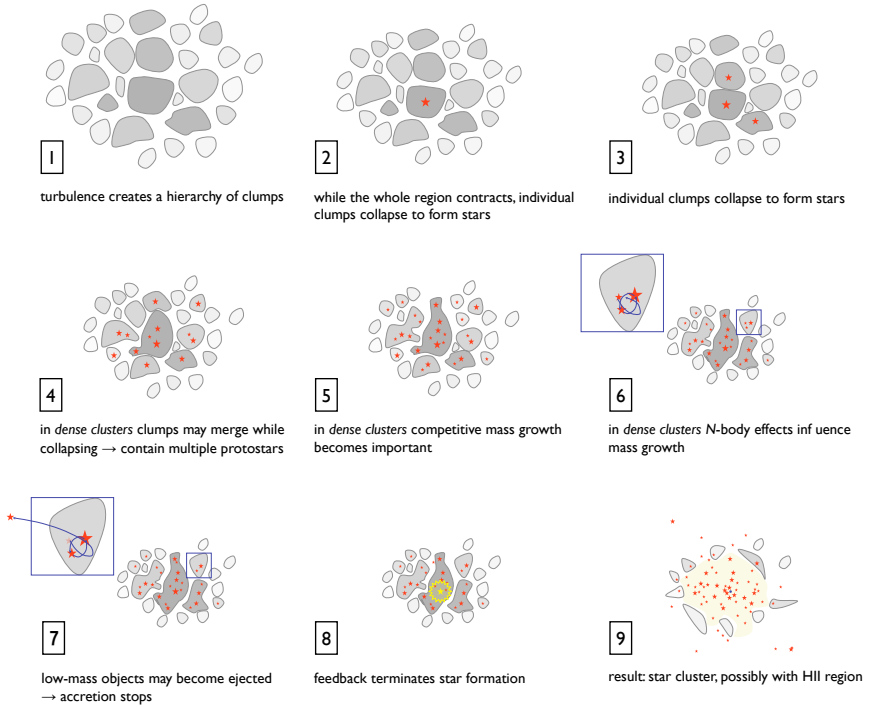 1
turbulence creates a hierarchy of clumps
2
while the whole region contracts, individual
clumps collapse to form stars
3
individual clumps collapse to form stars
4
in dense clusters clumps may merge while
collapsing → contain multiple protostars
5
in dense clusters competitive mass growth
becomes important
6
in dense clusters N-body effects inf uence
mass growth
7
low-mass objects may become ejected
→ accretion stops
8
feedback terminates star formation
9
result: star cluster, possibly with HII region